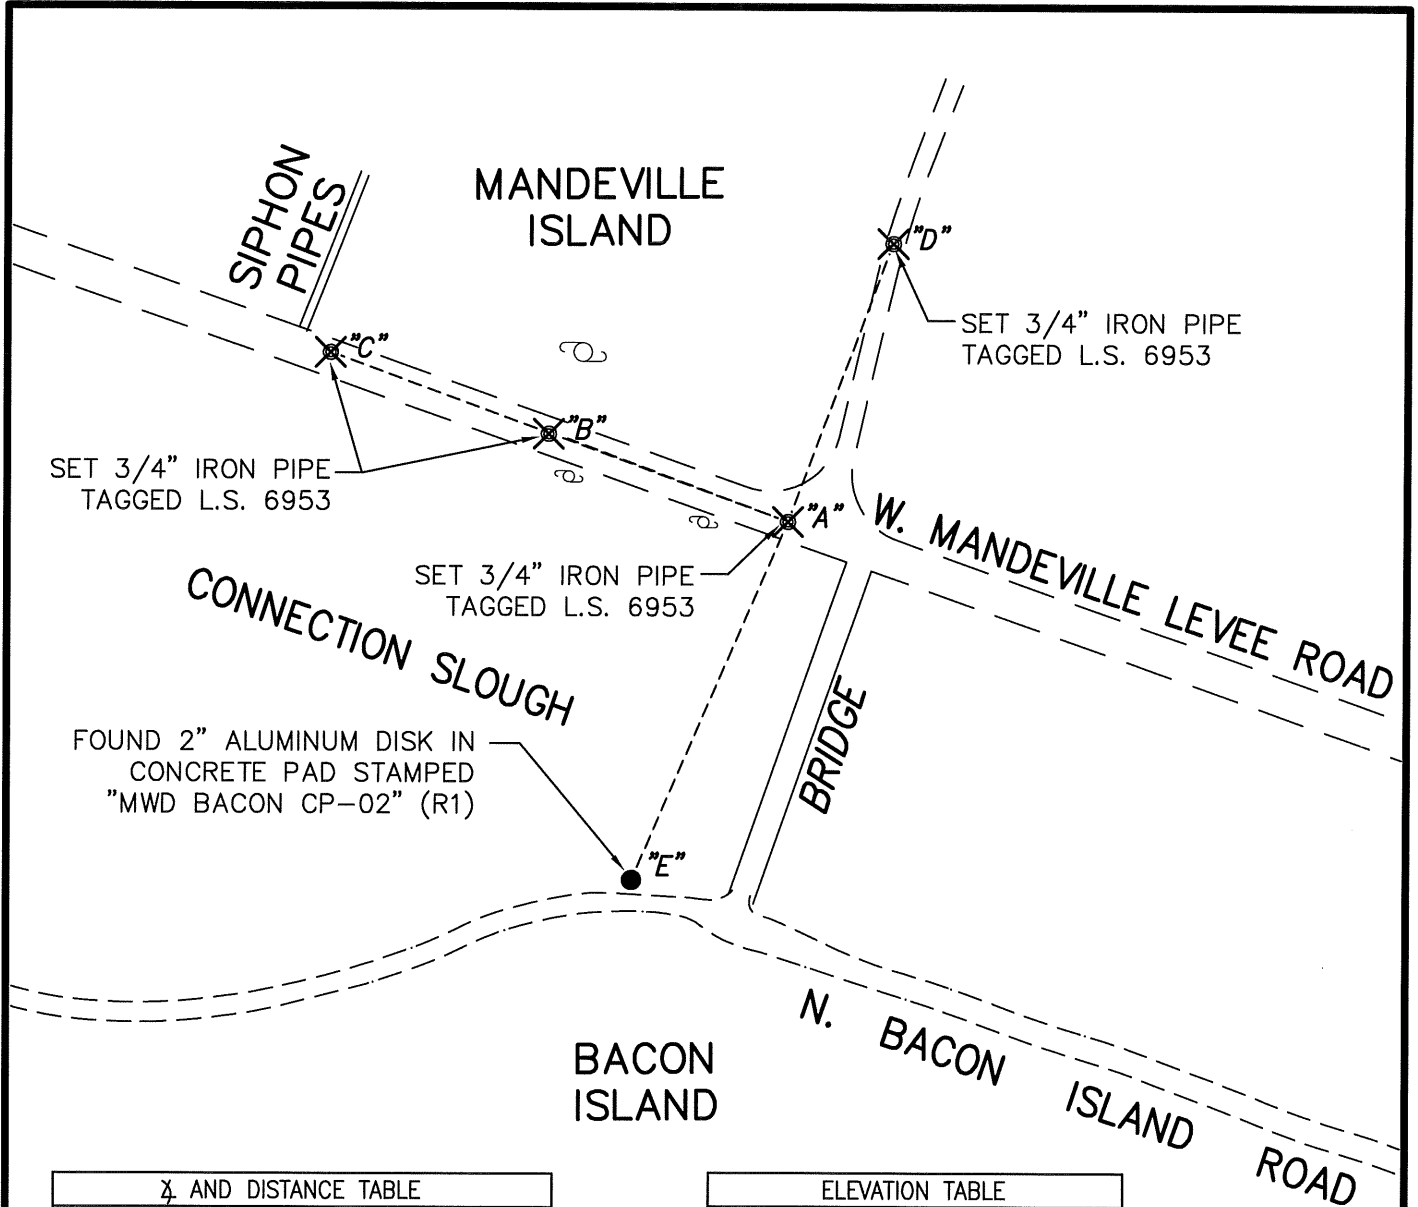 SIPHON
PIPES
MANDEVILLE
ISLAND
"D"
SET 3/4" IRON PIPE
TAGGED L.S. 6953
"C"
"B"
SET 3/4" IRON PIPE
TAGGED L.S. 6953
"A"
W. MANDEVILLE LEVEE ROAD
SET 3/4" IRON PIPE
TAGGED L.S. 6953
CONNECTION SLOUGH
BRIDGE
FOUND 2" ALUMINUM DISK IN
CONCRETE PAD STAMPED
"MWD BACON CP-02" (R1)
"E"
N. BACON ISLAND ROAD
BACON
ISLAND
AND DISTANCE TABLE
ELEVATION TABLE